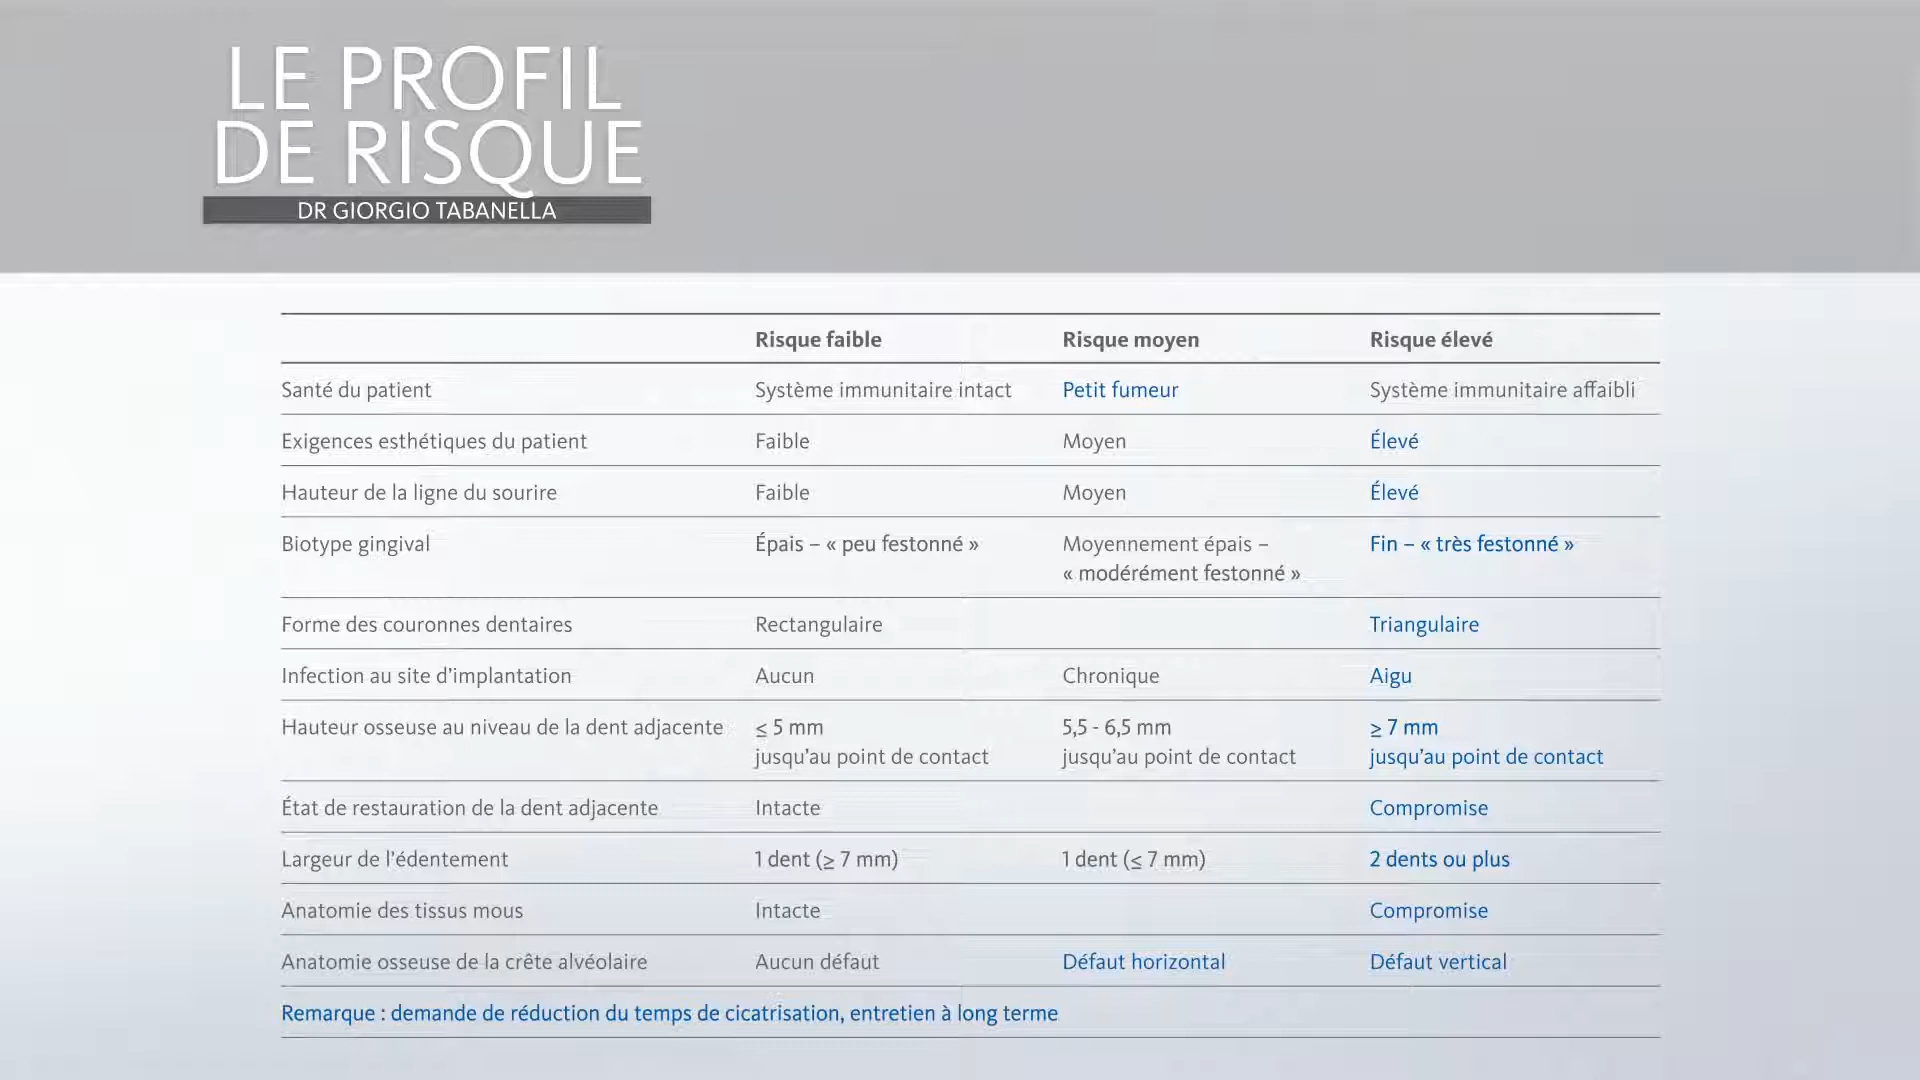 LE PROFIL
DE RISQUE
DR GIORGIO TABANELLA
Risque faible Risque moyen Risque élevé
Santé du patient Système immunitaire intact Petit fumeur Système immunitaire affaibli
Exigences esthétiques du patient Faible Moyen Élevé
Hauteur de la ligne du sourire Faible Moyen Élevé
Biotype gingival Épais – « peu festonné » Moyennement épais – Fin – « très festonné »
« modérément festonné »
Forme des couronnes dentaires Rectangulaire Triangulaire
Infection au site d’implantation Aucun Chronique Aigu
Hauteur osseuse au niveau de la dent adjacente ≤ 5 mm 5,5 - 6,5 mm ≥ 7 mm
jusqu’au point de contact jusqu’au point de contact jusqu’au point de contact
État de restauration de la dent adjacente Intacte Compromise
Largeur de l’édentement 1 dent (≥ 7 mm) 1 dent (≤ 7 mm) 2 dents ou plus
Anatomie des tissus mous Intacte Compromise
Anatomie osseuse de la crête alvéolaire Aucun défaut Défaut horizontal Défaut vertical
Remarque : demande de réduction du temps de cicatrisation, entretien à long terme